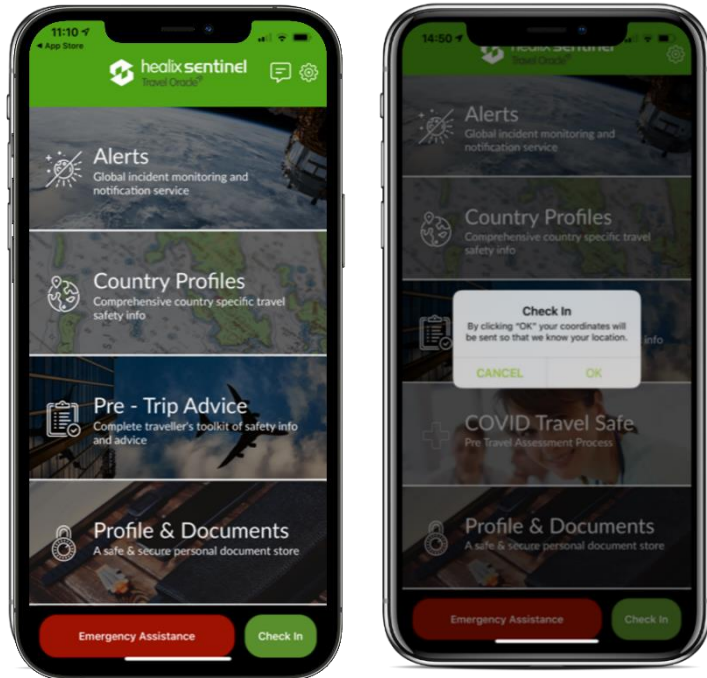 11:10
App Store
healix sentinel
Travel Oracle®
Alerts
Global incident monitoring and
notification service
Country Profiles
Comprehensive country specific travel
safety info
Pre - Trip Advice
Complete traveller's toolkit of safety info
and advice
Profile & Documents
A safe & secure personal document store
Emergency Assistance
Check In
14:50
healix sentinel
Travel Oracle®
Alerts
Global incident monitoring and
notification service
Country Profiles
Comprehensive country specific travel
safety info
Check In
By clicking "OK" your coordinates will
be sent so that we know your location.
CANCEL
OK
info
COVID Travel Safe
Pre Travel Assessment Process
Profile & Documents
A safe & secure personal document store
Emergency Assistance
Check In